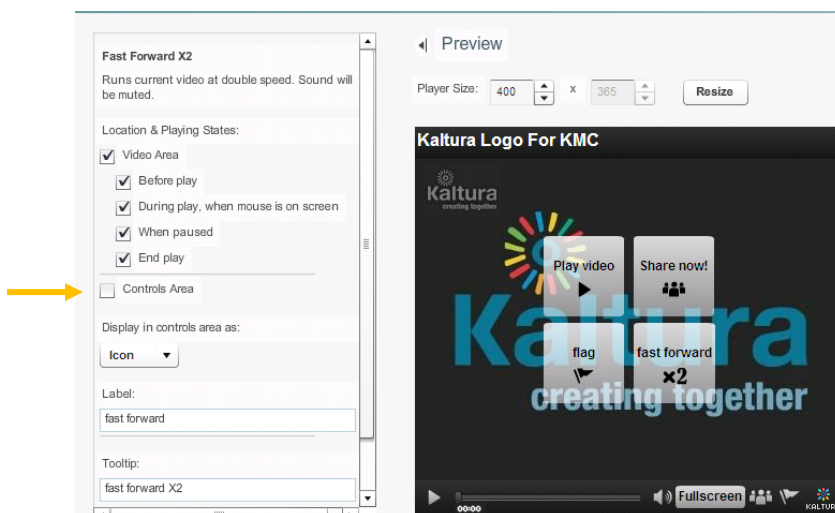 Fast Forward X2
Runs current video at double speed. Sound will
be muted.
Location & Playing States:
Video Area
Before play
During play, when mouse is on screen
When paused
End play
Controls Area
Display in controls area as:
Icon
Label:
fast forward
Tooltip:
fast forward X2
Preview
Player Size: 400 x 365 Resize
Kaltura Logo For KMC
Kaltura
creating together
Play video Share now!
flag fast forward
×2
Kaltura
creating together
00:00
Fullscreen
KALTUR